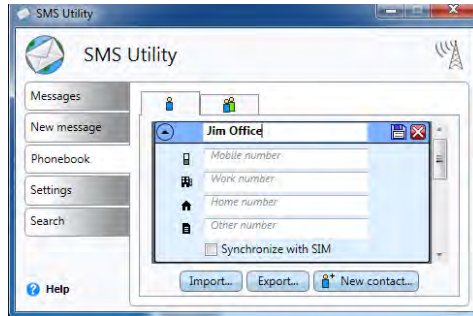 SMS Utility
SMS Utility
Messages
New message
Phonebook
Settings
Search
Help
Jim Office
Mobile number
Work number
Home number
Other number
Synchronize with SIM
Import...
Export...
New contact...